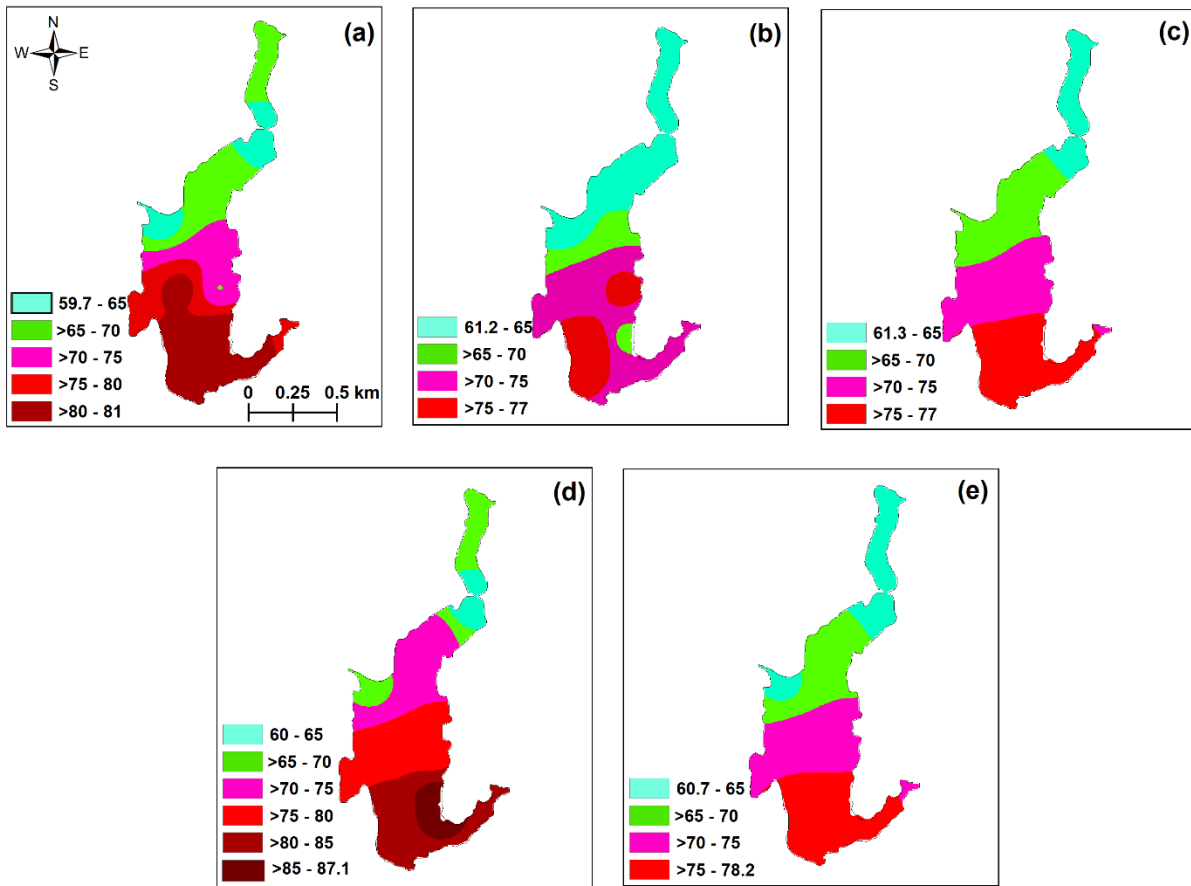 N
W E
S
(a)
59.7 - 65
>65 - 70
>70 - 75
>75 - 80
>80 - 81
0 0.25 0.5 km
(b)
61.2 - 65
>65 - 70
>70 - 75
>75 - 77
(c)
61.3 - 65
>65 - 70
>70 - 75
>75 - 77
(d)
60 - 65
>65 - 70
>70 - 75
>75 - 80
>80 - 85
>85 - 87.1
(e)
60.7 - 65
>65 - 70
>70 - 75
>75 - 78.2